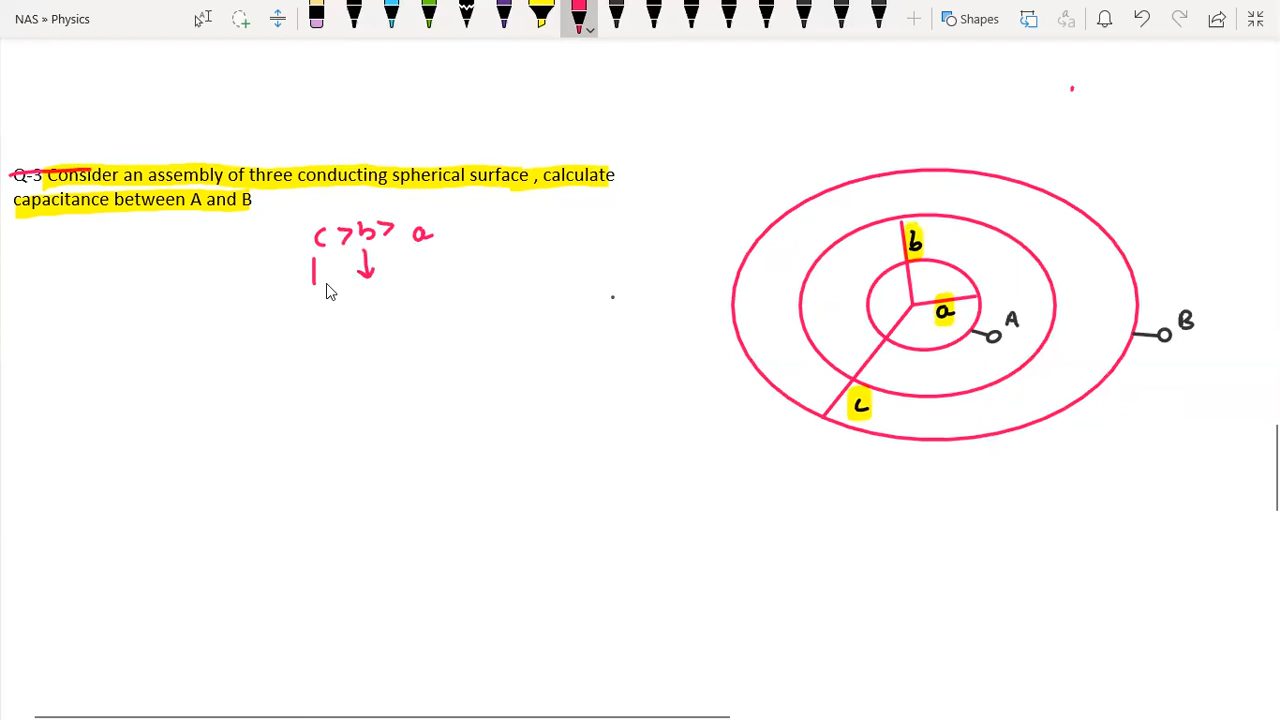 NAS » Physics
Shapes
Q-3 Consider an assembly of three conducting spherical surface , calculate
capacitance between A and B
c > b > a
b
a
A
B
c